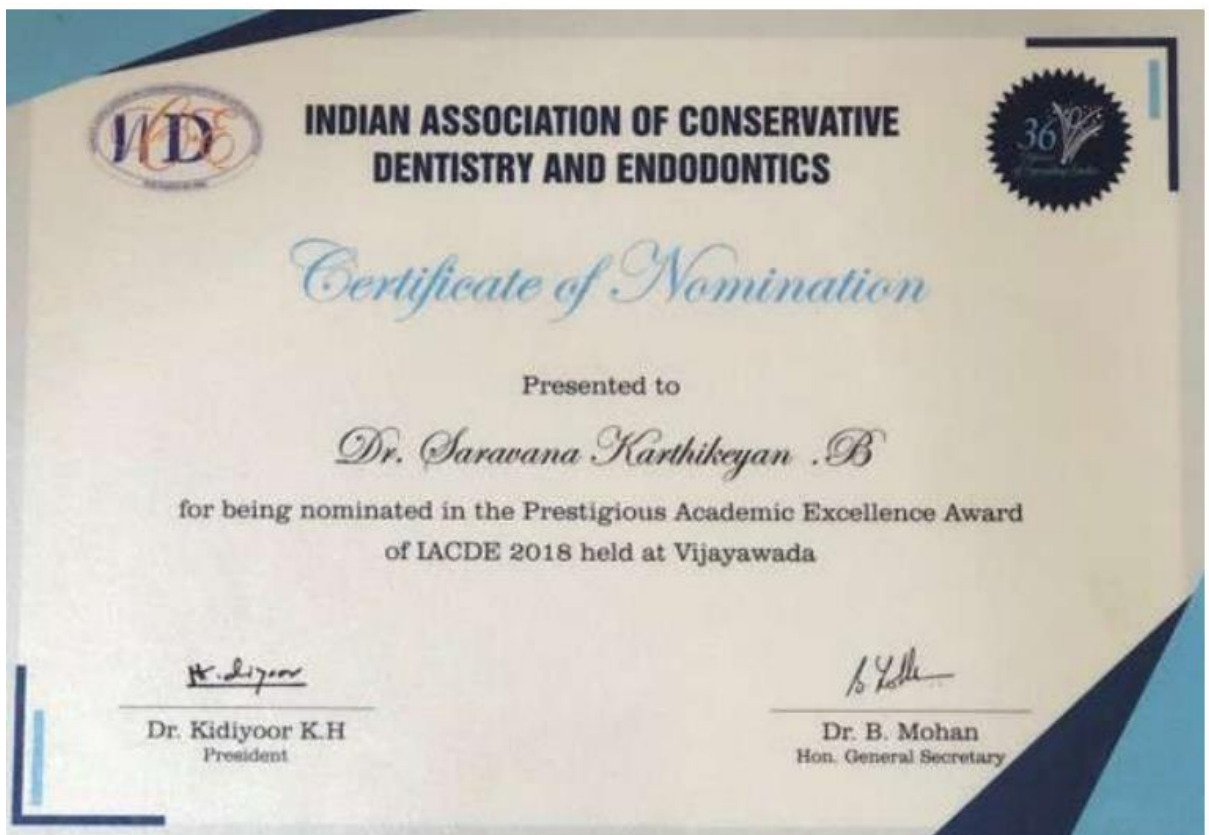 INDIAN ASSOCIATION OF CONSERVATIVE
DENTISTRY AND ENDODONTICS
36
Certificate of Nomination
Presented to
Dr. Saravana Karthikeyan .B
for being nominated in the Prestigious Academic Excellence Award
of IACDE 2018 held at Vijayawada
Dr. Kidiyoor K.H
President
Dr. B. Mohan
Hon. General Secretary